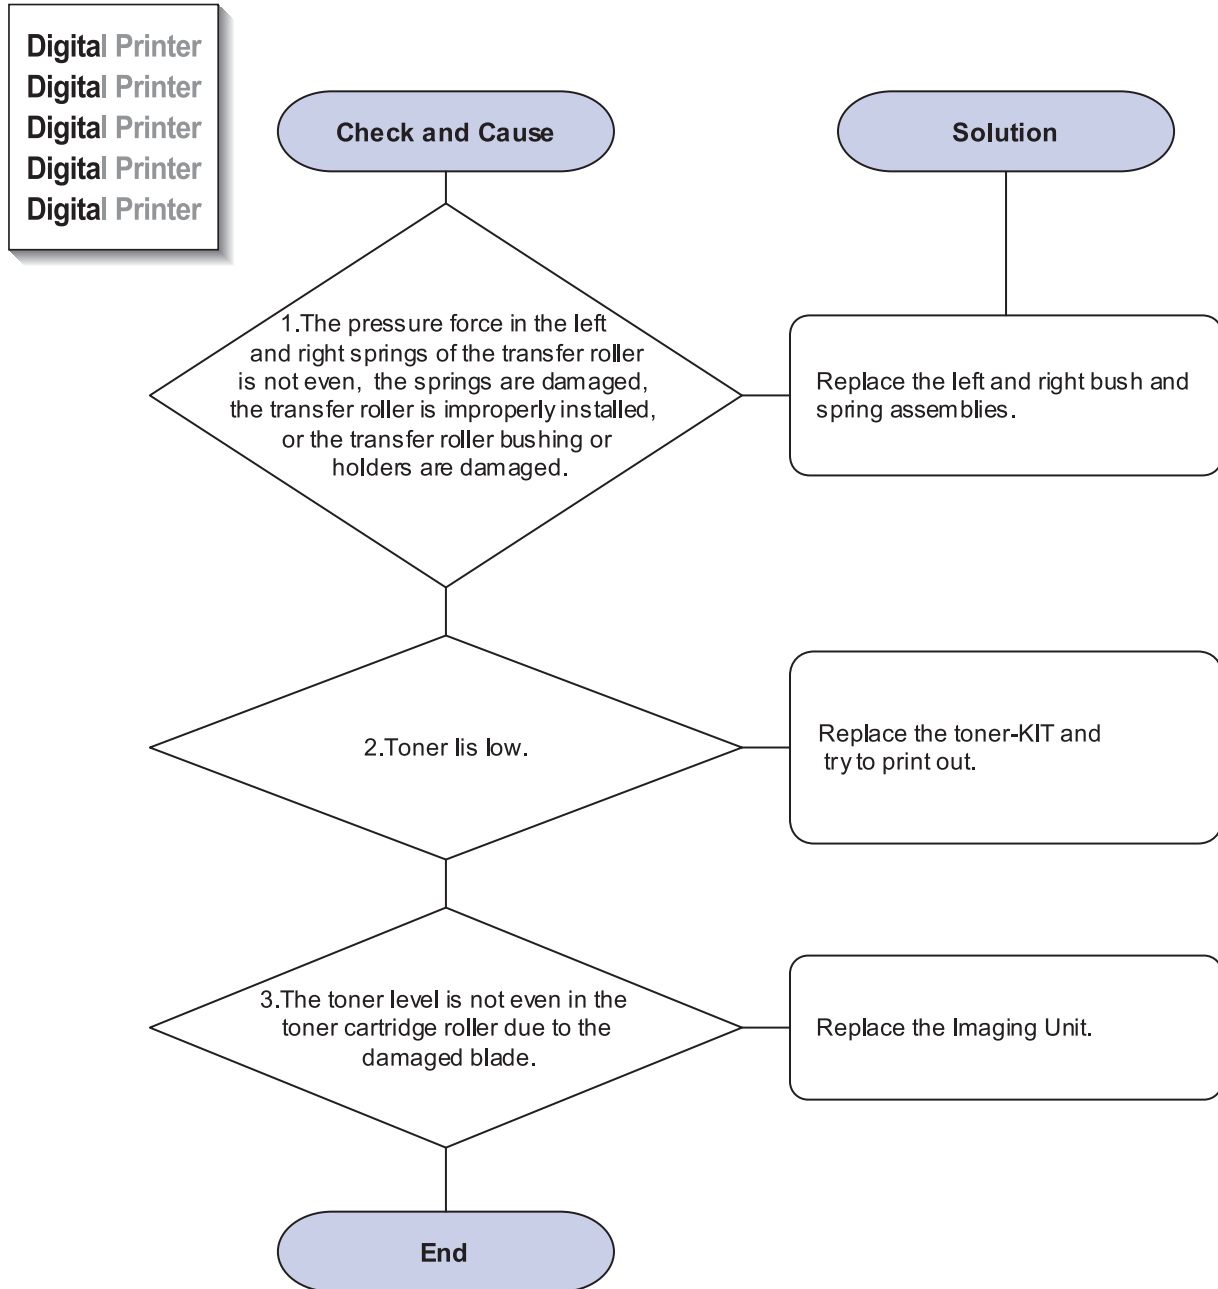 Digital Printer
Digital Printer
Digital Printer
Digital Printer
Digital Printer
Check and Cause
Solution
1.The pressure force in the left
and right springs of the transfer roller
is not even, the springs are damaged,
the transfer roller is improperly installed,
or the transfer roller bushing or
holders are damaged.
Replace the left and right bush and
spring assemblies.
2.Toner lis low.
Replace the toner-KIT and
try to print out.
3.The toner level is not even in the
toner cartridge roller due to the
damaged blade.
Replace the Imaging Unit.
End